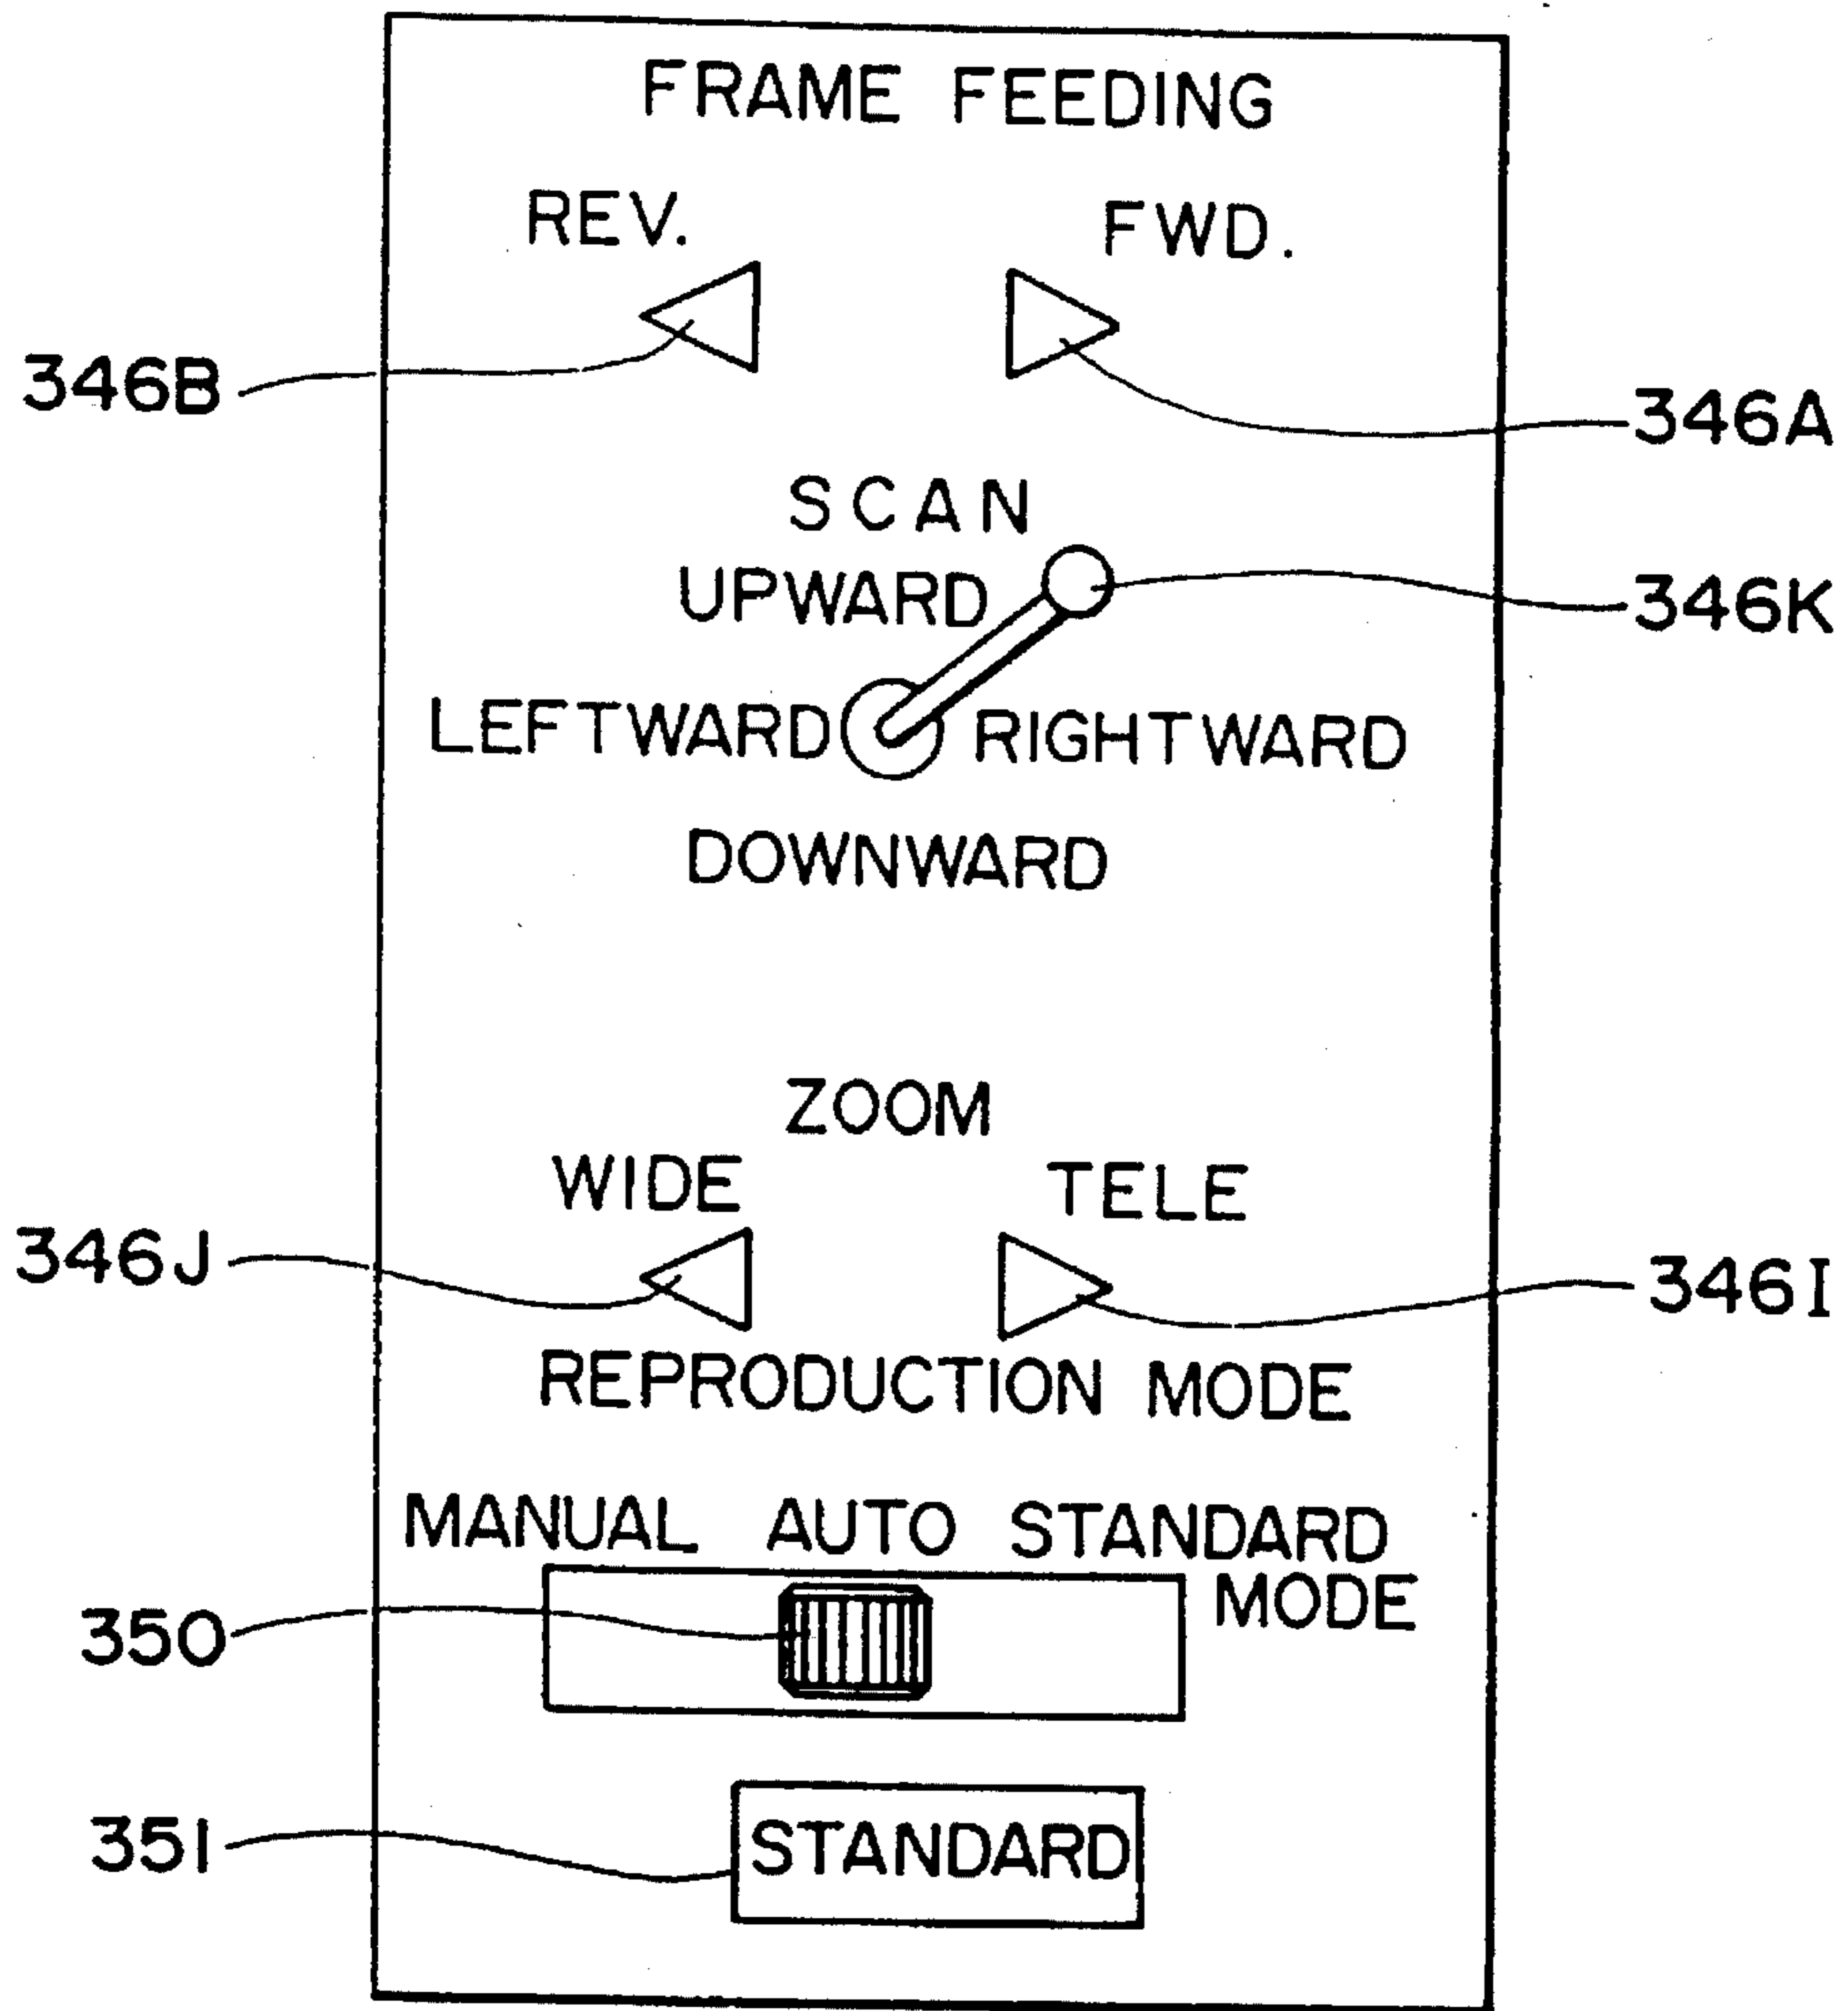 FRAME FEEDING
REV. FWD.
346B
346A
SCAN
UPWARD
346K
LEFTWARD RIGHTWARD
DOWNWARD
ZOOM
WIDE TELE
346J
346I
REPRODUCTION MODE
MANUAL AUTO STANDARD
MODE
350
351
STANDARD